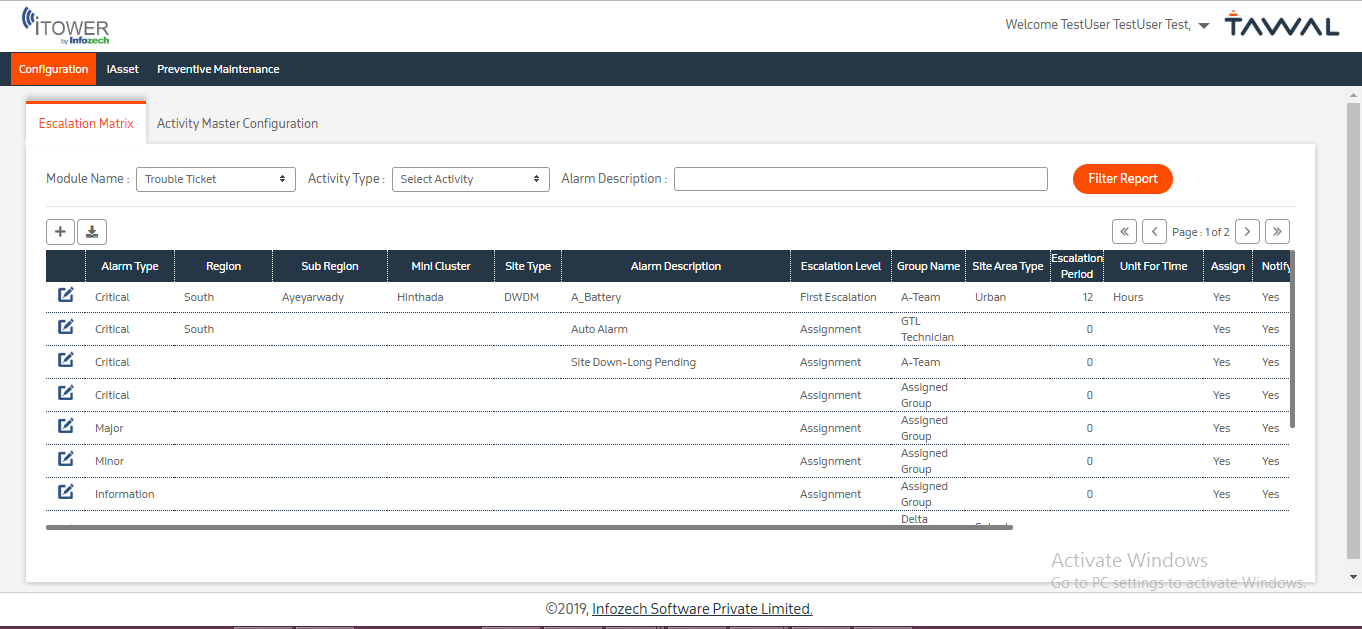 iTOWER
by Infozech
Welcome TestUser TestUser Test,
TAWAL
Configuration iAsset Preventive Maintenance
Escalation Matrix Activity Master Configuration
Module Name : Trouble Ticket Activity Type : Select Activity Alarm Description : Filter Report
Page : 1 of 2
Alarm Type Region Sub Region Mini Cluster Site Type Alarm Description Escalation Level Group Name Site Area Type Escalation Period Unit For Time Assign Notify
Critical South Ayeyarwady Hinthada DWDM A_Battery First Escalation A-Team Urban 12 Hours Yes Yes
Critical South Auto Alarm Assignment GTL Technician 0 Yes Yes
Critical Site Down-Long Pending Assignment A-Team 0 Yes Yes
Critical Assignment Assigned Group 0 Yes Yes
Major Assignment Assigned Group 0 Yes Yes
Minor Assignment Assigned Group 0 Yes Yes
Information Assignment Assigned Group 0 Yes Yes
Delta
Activate Windows
Go to PC settings to activate Windows.
©2019, Infozech Software Private Limited.